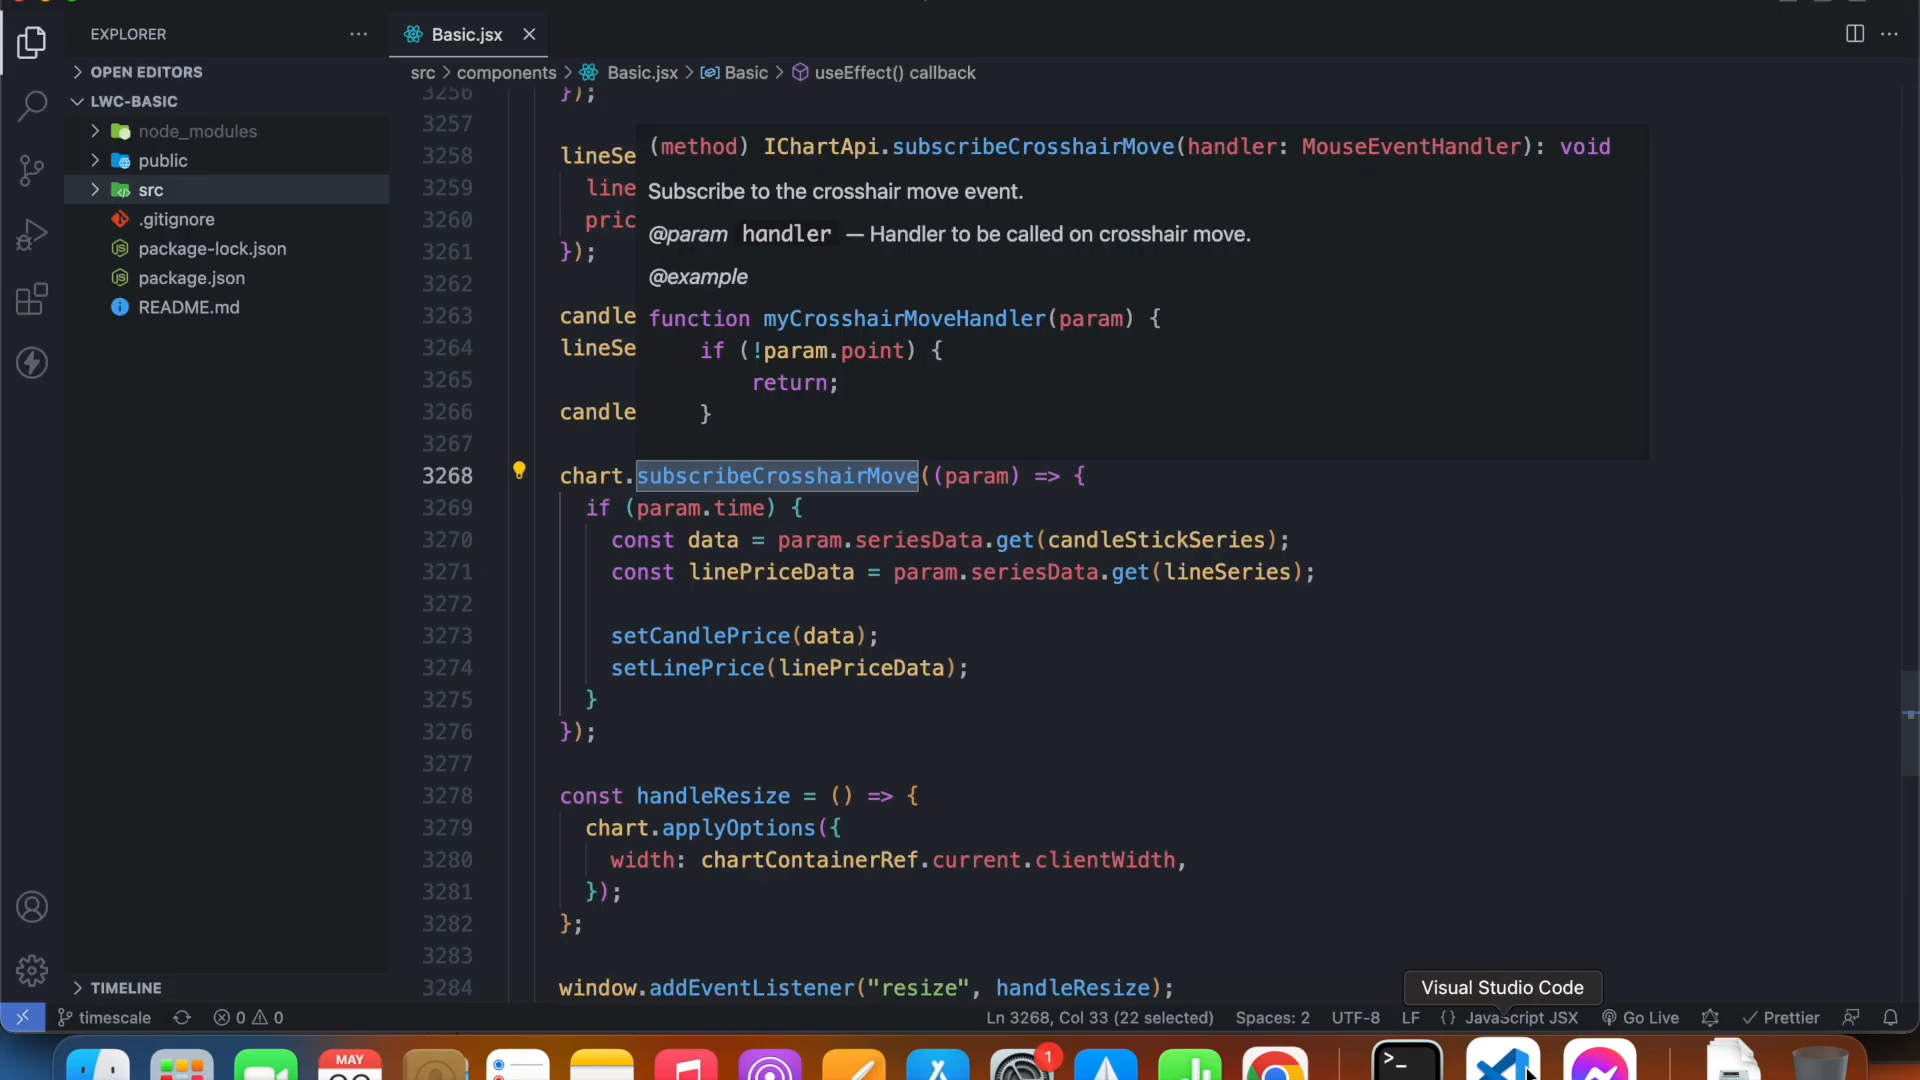 EXPLORER
Basic.jsx
OPEN EDITORS
src > components > Basic.jsx > Basic > useEffect() callback
LWC-BASIC
node_modules
public
src
.gitignore
package-lock.json
package.json
README.md
3256 });
3257
3258 lineSe
3259 line
3260 pric
3261 });
3262
3263 candle
3264 lineSe
3265
3266 candle
3267
(method) IChartApi.subscribeCrosshairMove(handler: MouseEventHandler): void
Subscribe to the crosshair move event.
@param handler — Handler to be called on crosshair move.
@example
function myCrosshairMoveHandler(param) {
if (!param.point) {
return;
}
3268 chart.subscribeCrosshairMove((param) => {
3269 if (param.time) {
3270 const data = param.seriesData.get(candleStickSeries);
3271 const linePriceData = param.seriesData.get(lineSeries);
3272
3273 setCandlePrice(data);
3274 setLinePrice(linePriceData);
3275 }
3276 });
3277
3278 const handleResize = () => {
3279 chart.applyOptions({
3280 width: chartContainerRef.current.clientWidth,
3281 });
3282 };
3283
3284 window.addEventListener("resize", handleResize);
TIMELINE
Visual Studio Code
timescale 0 0 Ln 3268, Col 33 (22 selected) Spaces: 2 UTF-8 LF {} JavaScript JSX Go Live Prettier
MAY
1
>_